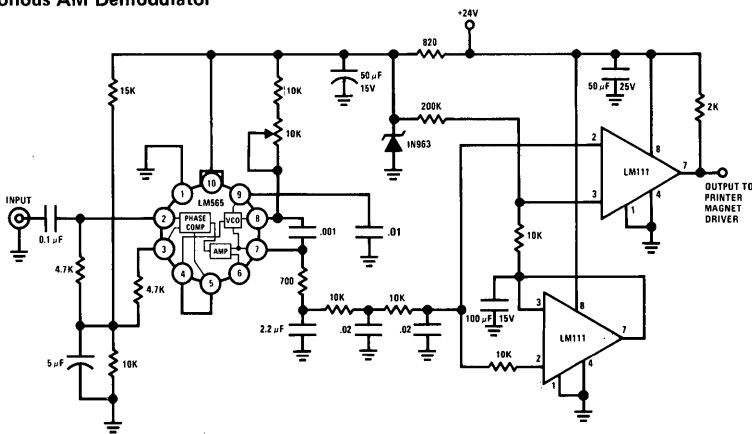 onous AM Demodulator
+24V
820
50 μF
15V
50 μF
25V
15K
10K
10K
200K
2K
IN963
2
8
7
LM111
3
4
1
OUTPUT TO
PRINTER
MAGNET
DRIVER
INPUT
0.1 μF
1
10
9
LM565
2
PHASE
COMP
VCO
8
3
AMP
7
4
5
6
.001
.01
4.7K
4.7K
700
10K
10K
10K
2.2 μF
.02
.02
100 μF
15V
3
8
7
LM111
10K
2
4
1
5 μF
10K